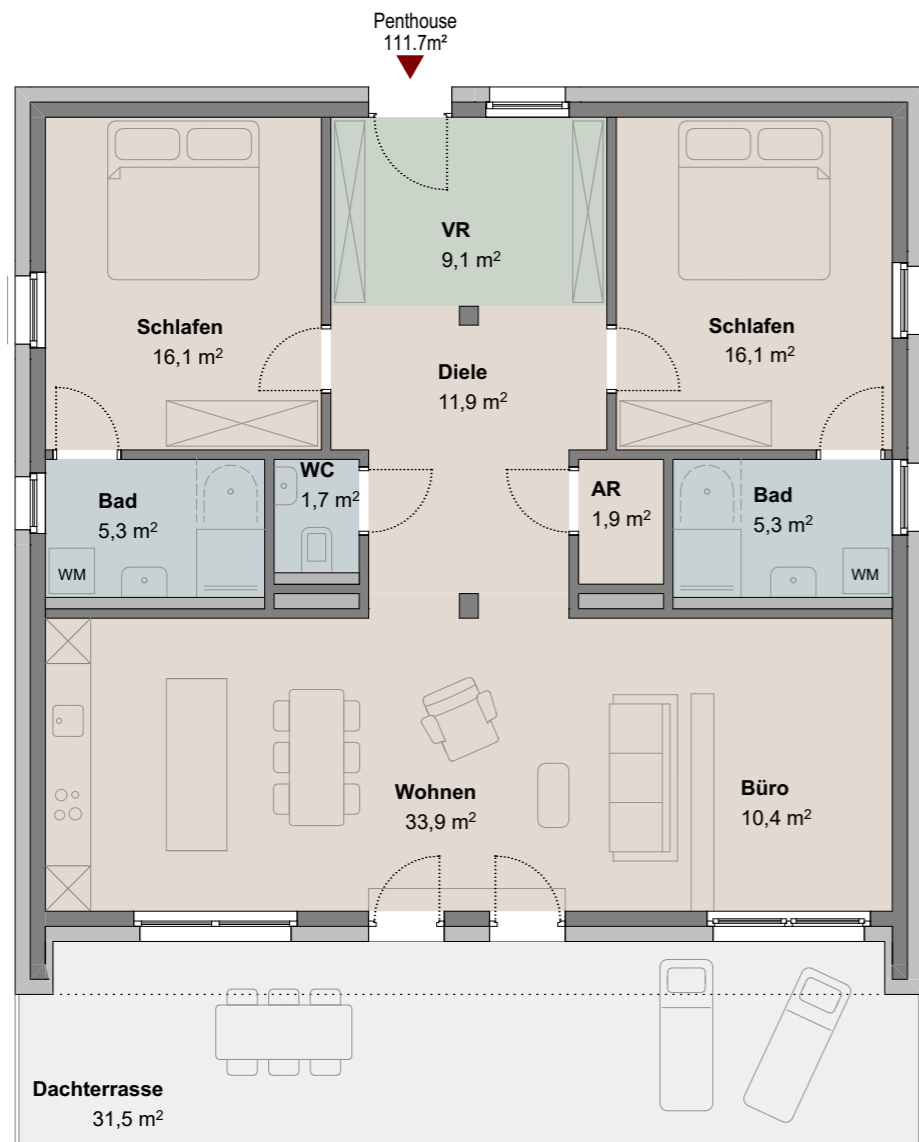 Penthouse
111.7m²
VR
9,1 m²
Schlafen
16,1 m²
Schlafen
16,1 m²
Diele
11,9 m²
WC
1,7 m²
AR
1,9 m²
Bad
5,3 m²
Bad
5,3 m²
WM
WM
Wohnen
33,9 m²
Büro
10,4 m²
Dachterrasse
31,5 m²